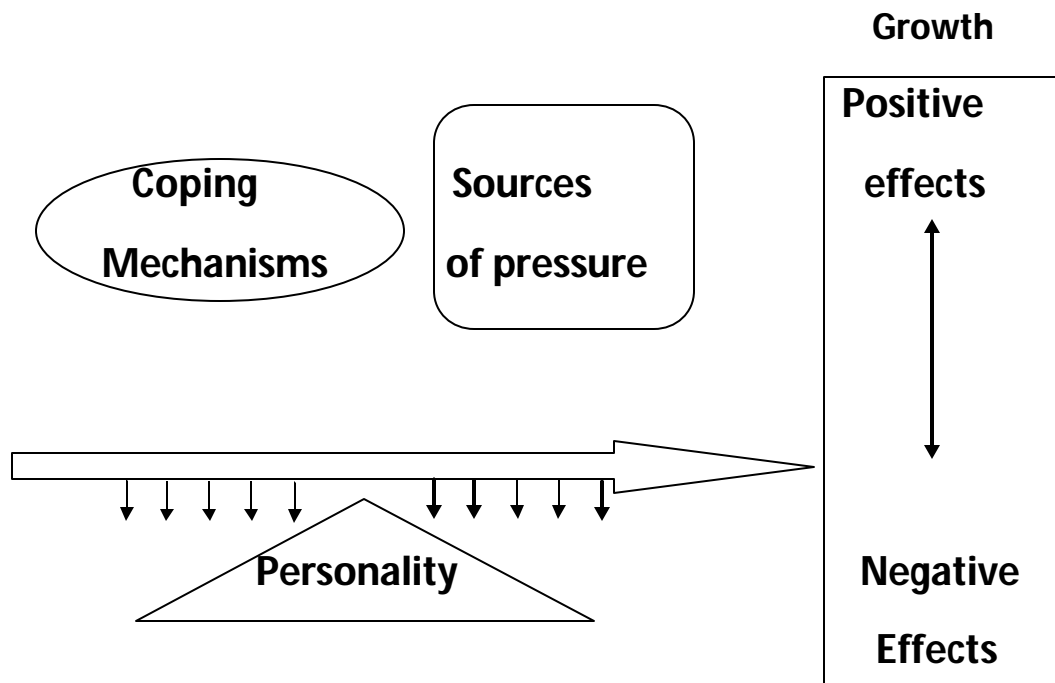 Growth
Positive
effects
Coping
Mechanisms
Sources
of pressure
Personality
Negative
Effects